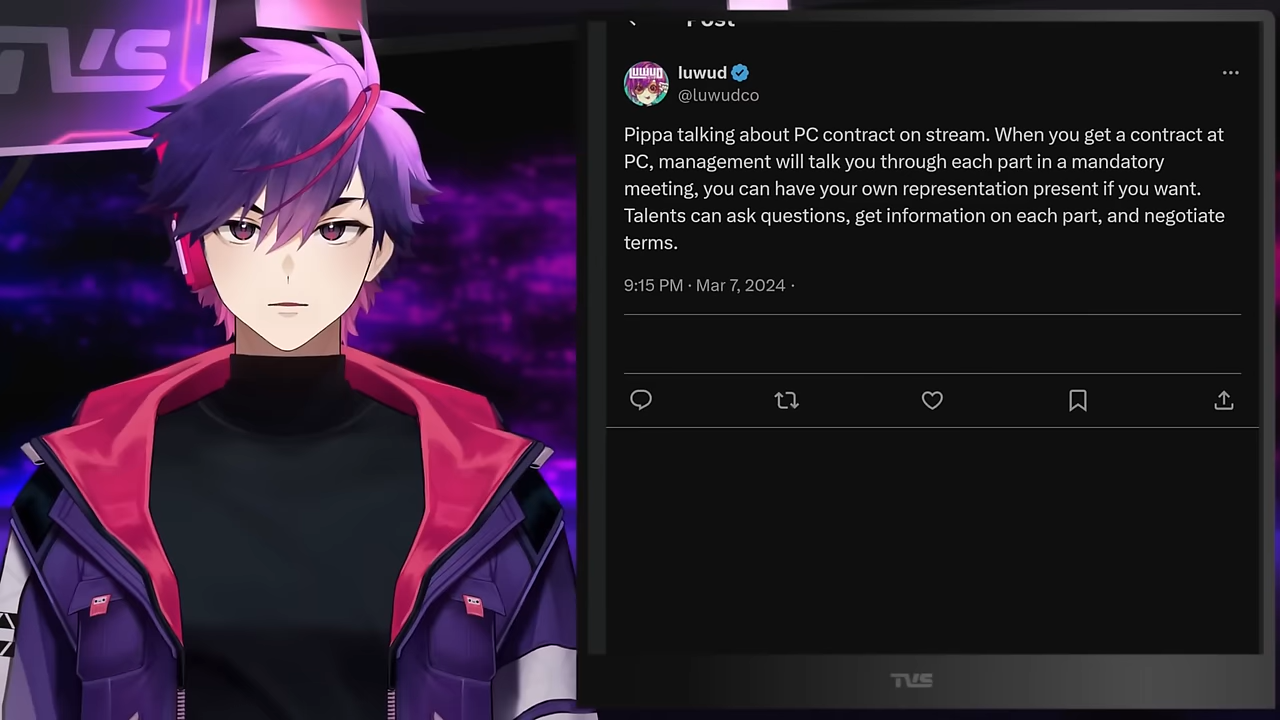 TVS
Post
luwud
@luwudco
Pippa talking about PC contract on stream. When you get a contract at
PC, management will talk you through each part in a mandatory
meeting, you can have your own representation present if you want.
Talents can ask questions, get information on each part, and negotiate
terms.
9:15 PM · Mar 7, 2024 ·
TVS